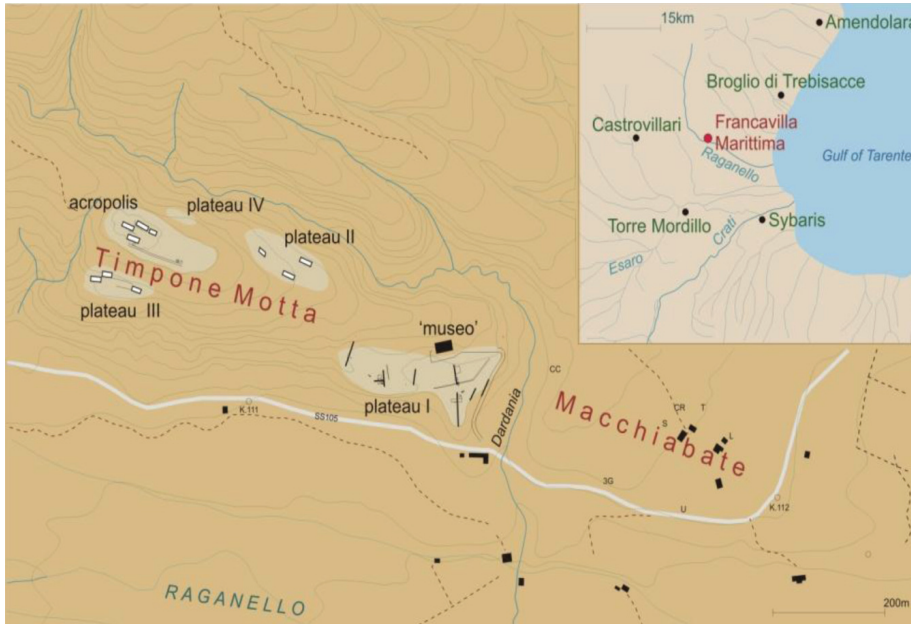 15km
Amendolara
Broglio di Trebisacce
Castrovillari
Francavilla
Marittima
Raganello
Gulf of Tarente
Torre Mordillo
Crati
Sybaris
Esaro
acropolis
plateau IV
plateau II
Timpone Motta
plateau III
'museo'
plateau I
K.111
SS105
Dardania
CC
Macchiabate
CR
T
S
L
3G
U
K.112
RAGANELLO
200m